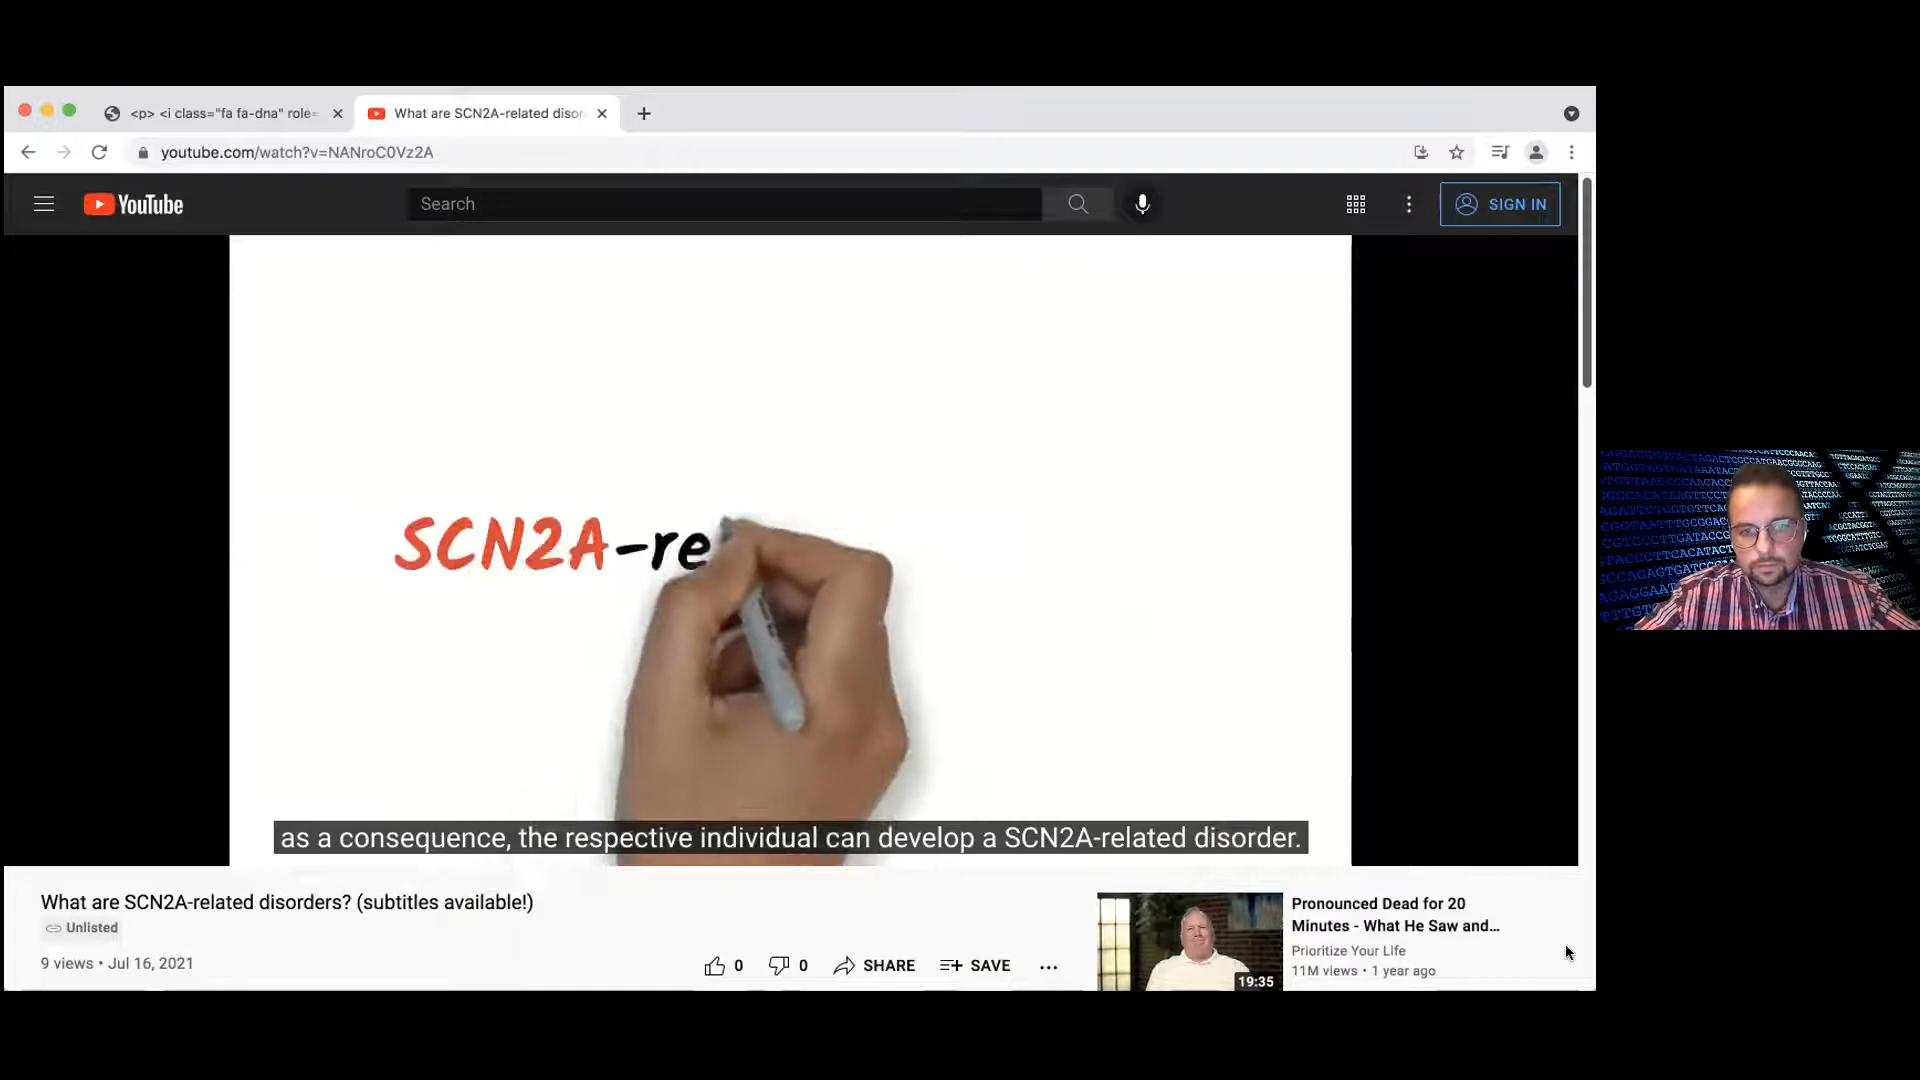 <p> <i class="fa fa-dna" role=
What are SCN2A-related disor
youtube.com/watch?v=NANroC0Vz2A
YouTube
Search
SIGN IN
SCN2A-re
as a consequence, the respective individual can develop a SCN2A-related disorder.
What are SCN2A-related disorders? (subtitles available!)
Unlisted
9 views • Jul 16, 2021
0
0
SHARE
SAVE
Pronounced Dead for 20
Minutes - What He Saw and...
Prioritize Your Life
11M views • 1 year ago
19:35